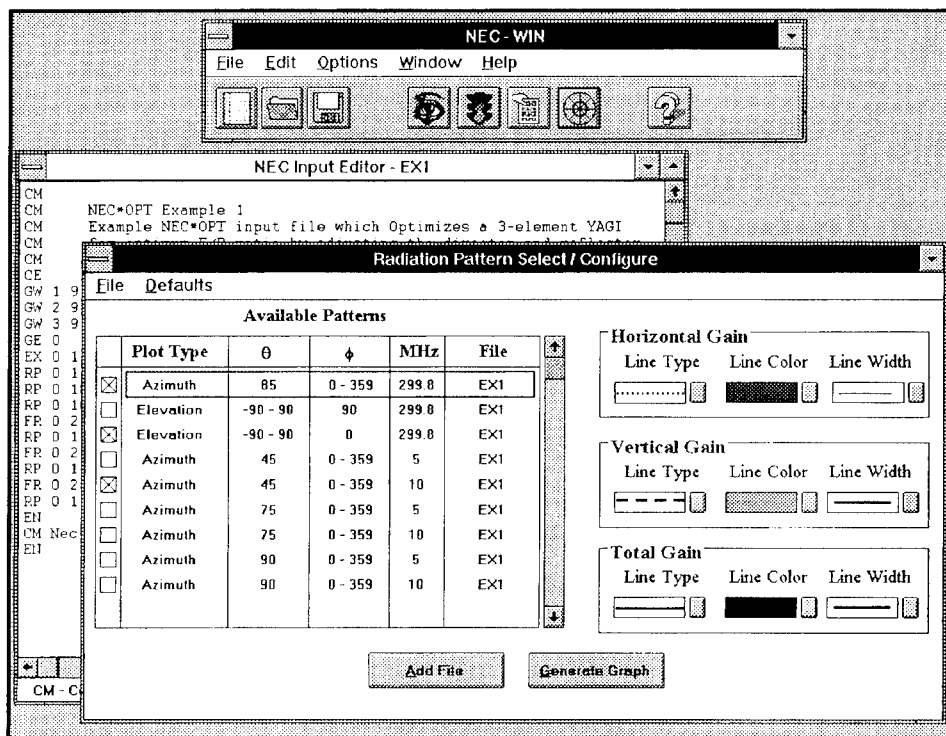 NEC-WIN
File Edit Options Window Help
NEC Input Editor - EX1
CM
CM NEC*OPT Example 1
CM Example NEC*OPT input file which Optimizes a 3-element YAGI
CM
CM
CE
GW 1 9
GW 2 9
GW 3 9
GE 0
EX 0 1
RP 0 1
RP 0 1
RP 0 1
FR 0 2
RP 0 1
FR 0 2
RP 0 1
FR 0 2
RP 0 1
EN
CM Nec
EN
CM - C
Radiation Pattern Select / Configure
File Defaults
Available Patterns
Plot Type θ ϕ MHz File
Azimuth 85 0 - 359 299.8 EX1
Elevation -90 - 90 90 299.8 EX1
Elevation -90 - 90 0 299.8 EX1
Azimuth 45 0 - 359 5 EX1
Azimuth 45 0 - 359 10 EX1
Azimuth 75 0 - 359 5 EX1
Azimuth 75 0 - 359 10 EX1
Azimuth 90 0 - 359 5 EX1
Azimuth 90 0 - 359 10 EX1
Horizontal Gain
Line Type Line Color Line Width
Vertical Gain
Line Type Line Color Line Width
Total Gain
Line Type Line Color Line Width
Add File Generate Graph